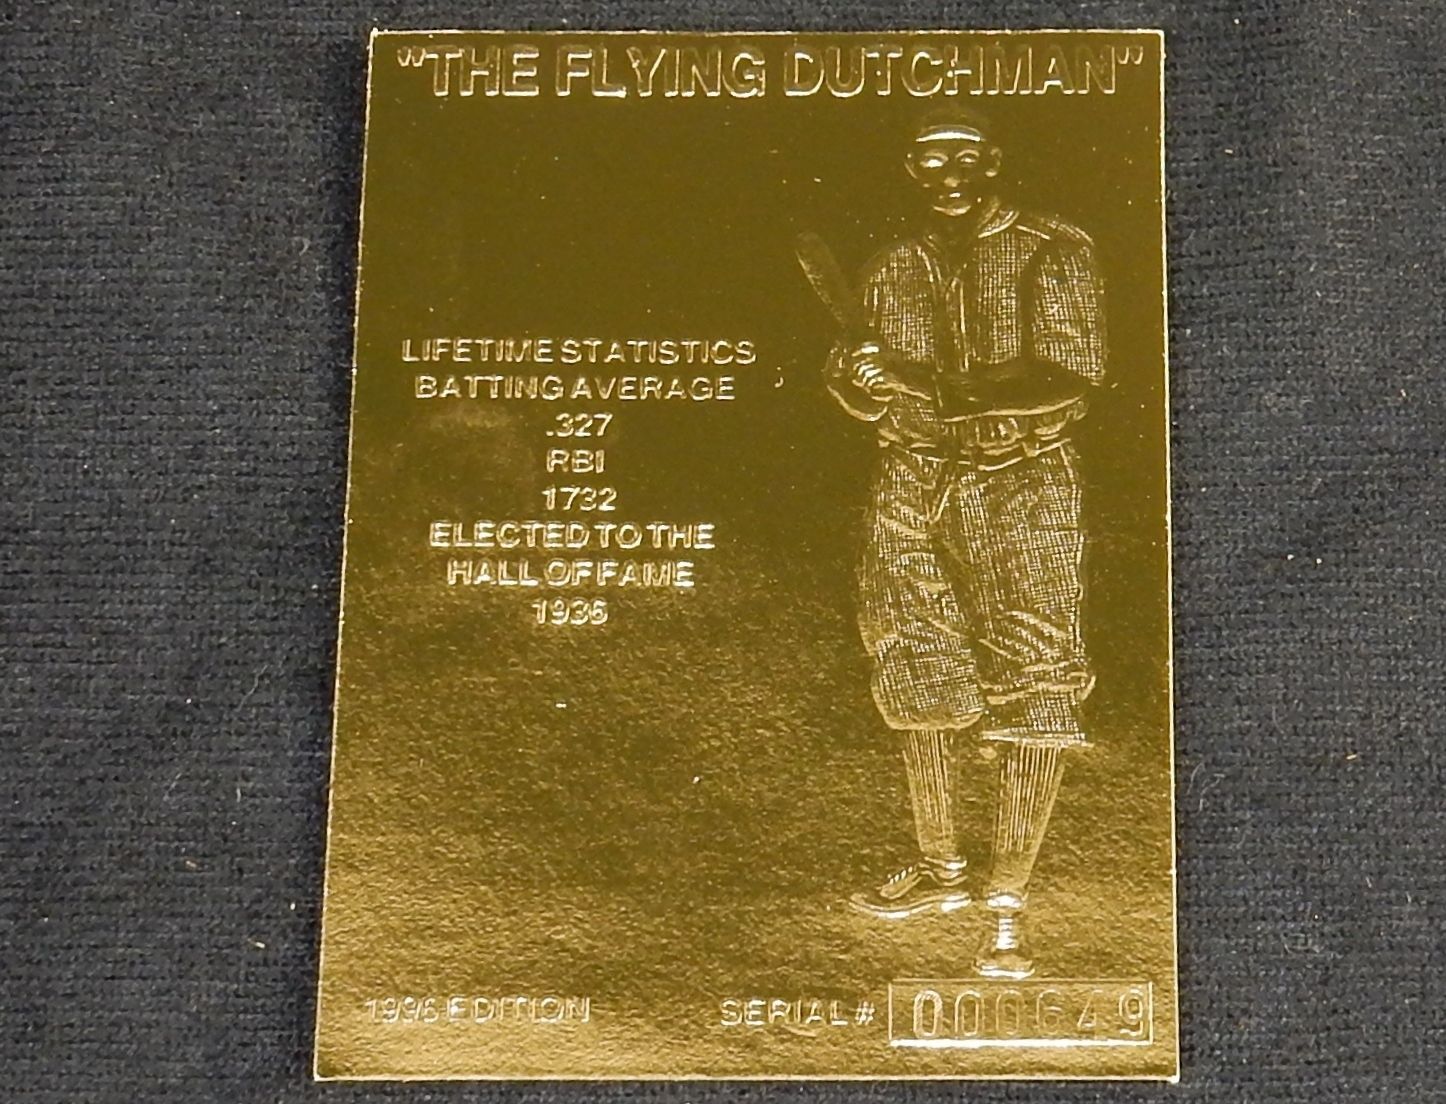 "THE FLYING DUTCHMAN"
LIFETIME STATISTICS
BATTING AVERAGE
.327
RBI
1732
ELECTED TO THE
HALL OF FAME
1936
1996 EDITION
SERIAL # 000649